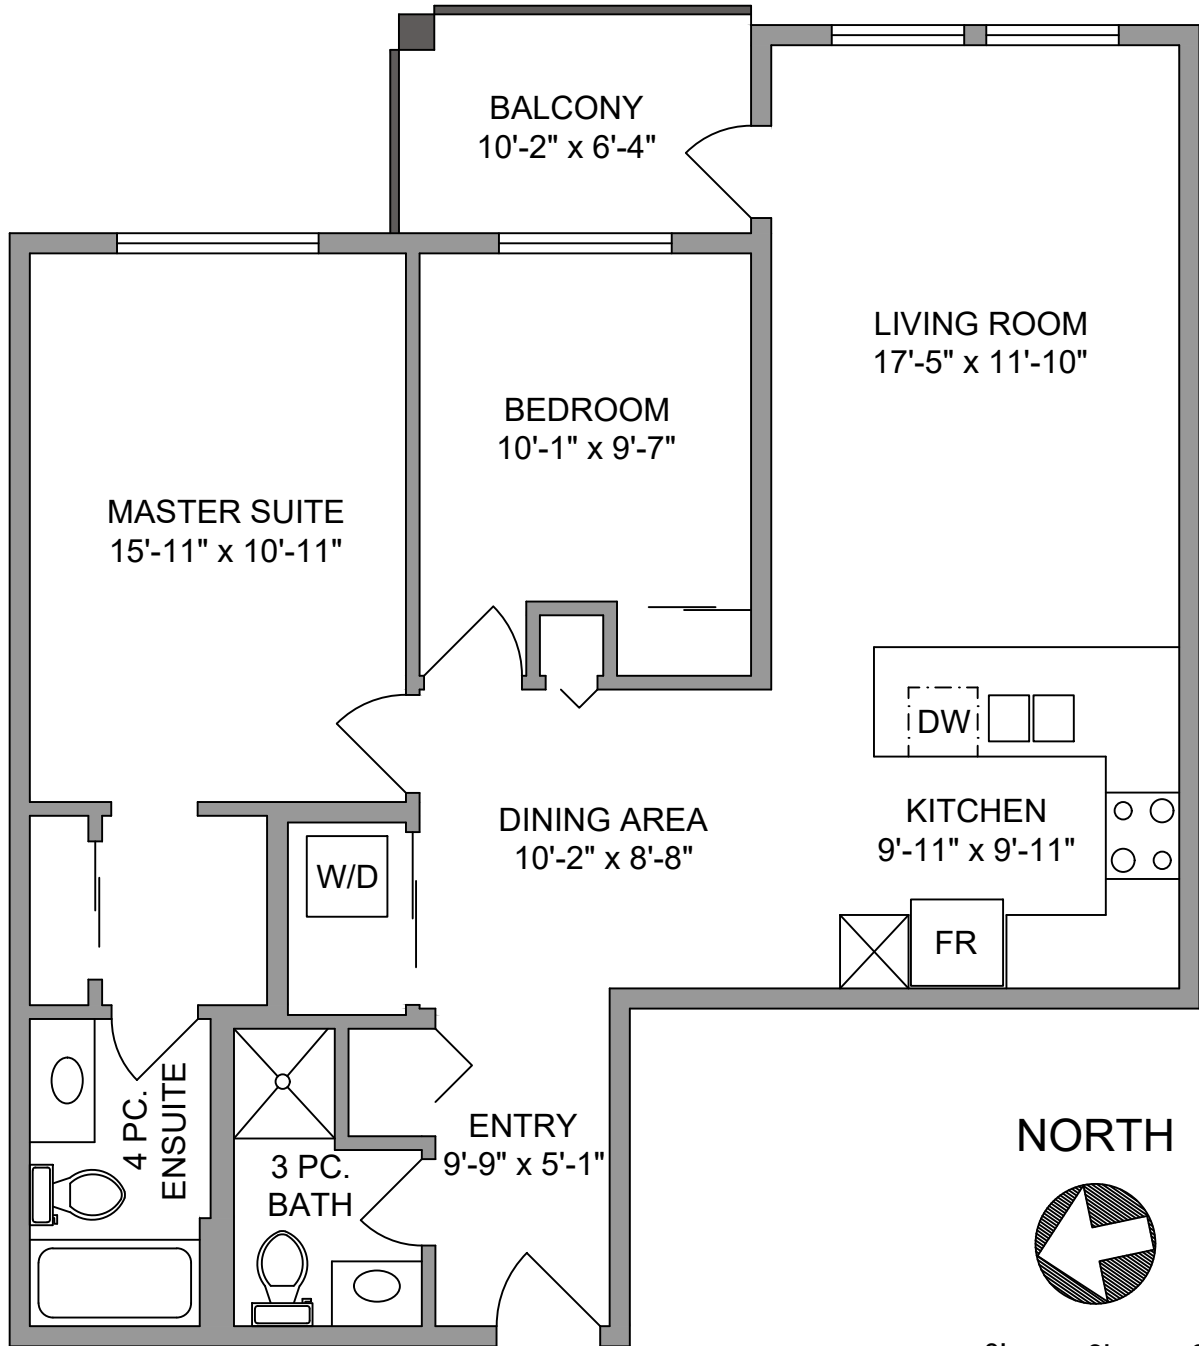 BALCONY
10'-2" x 6'-4"
LIVING ROOM
17'-5" x 11'-10"
BEDROOM
10'-1" x 9'-7"
MASTER SUITE
15'-11" x 10'-11"
DW
DINING AREA
10'-2" x 8'-8"
KITCHEN
9'-11" x 9'-11"
W/D
FR
4 PC.
ENSUITE
3 PC.
BATH
ENTRY
9'-9" x 5'-1"
NORTH